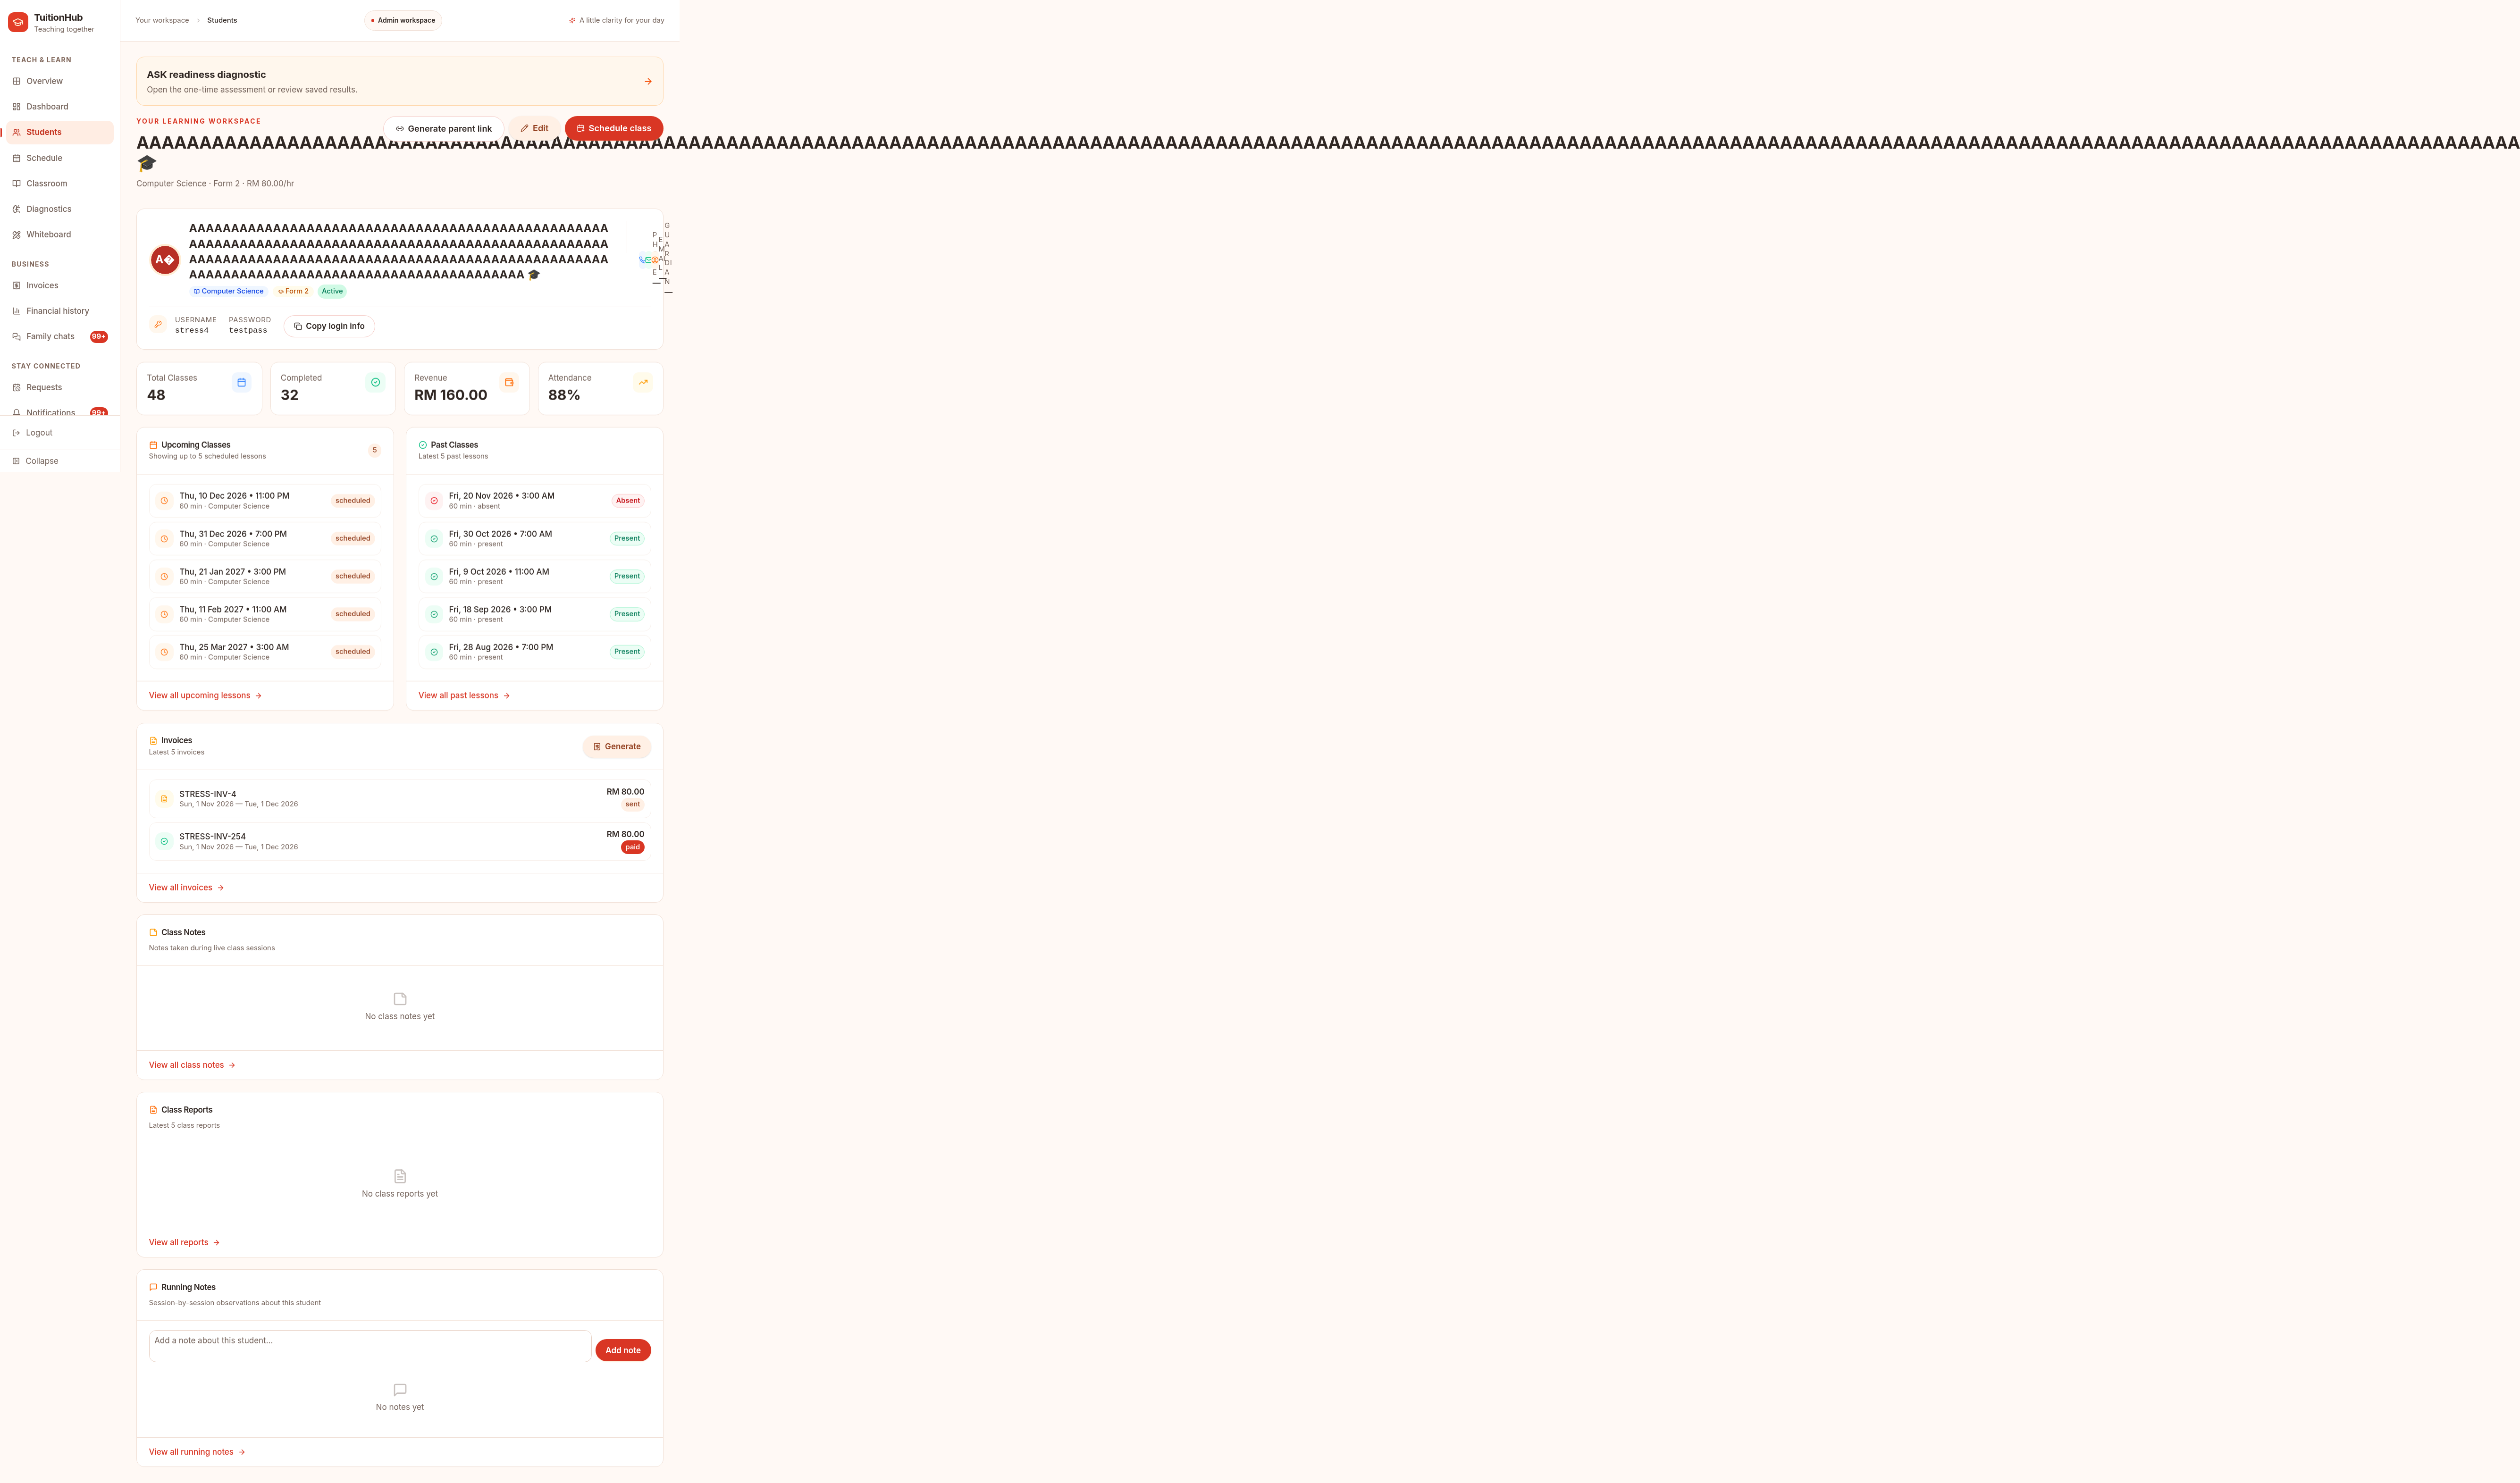 TuitionHub
Teaching together
TEACH & LEARN
Overview
Dashboard
Students
Schedule
Classroom
Diagnostics
Whiteboard
BUSINESS
Invoices
Financial history
Family chats 99+
STAY CONNECTED
Requests
Notifications 99+
Logout
Collapse
Your workspace › Students
Admin workspace
A little clarity for your day
ASK readiness diagnostic
Open the one-time assessment or review saved results.
YOUR LEARNING WORKSPACE
Generate parent link
Edit
Schedule class
🎓
Computer Science · Form 2 · RM 80.00/hr
A�
🎓
Computer Science
Form 2
Active
EMAIL
—
GUARDIAN
—
USERNAME
stress4
PASSWORD
testpass
Copy login info
Total Classes
48
Completed
32
Revenue
RM 160.00
Attendance
88%
Upcoming Classes
Showing up to 5 scheduled lessons
5
Thu, 10 Dec 2026 • 11:00 PM
60 min · Computer Science
scheduled
Thu, 31 Dec 2026 • 7:00 PM
60 min · Computer Science
scheduled
Thu, 21 Jan 2027 • 3:00 PM
60 min · Computer Science
scheduled
Thu, 11 Feb 2027 • 11:00 AM
60 min · Computer Science
scheduled
Thu, 25 Mar 2027 • 3:00 AM
60 min · Computer Science
scheduled
View all upcoming lessons
Past Classes
Latest 5 past lessons
Fri, 20 Nov 2026 • 3:00 AM
60 min · absent
Absent
Fri, 30 Oct 2026 • 7:00 AM
60 min · present
Present
Fri, 9 Oct 2026 • 11:00 AM
60 min · present
Present
Fri, 18 Sep 2026 • 3:00 PM
60 min · present
Present
Fri, 28 Aug 2026 • 7:00 PM
60 min · present
Present
View all past lessons
Invoices
Latest 5 invoices
Generate
STRESS-INV-4
Sun, 1 Nov 2026 — Tue, 1 Dec 2026
RM 80.00
sent
STRESS-INV-254
Sun, 1 Nov 2026 — Tue, 1 Dec 2026
RM 80.00
paid
View all invoices
Class Notes
Notes taken during live class sessions
No class notes yet
View all class notes
Class Reports
Latest 5 class reports
No class reports yet
View all reports
Running Notes
Session-by-session observations about this student
Add a note about this student...
Add note
No notes yet
View all running notes